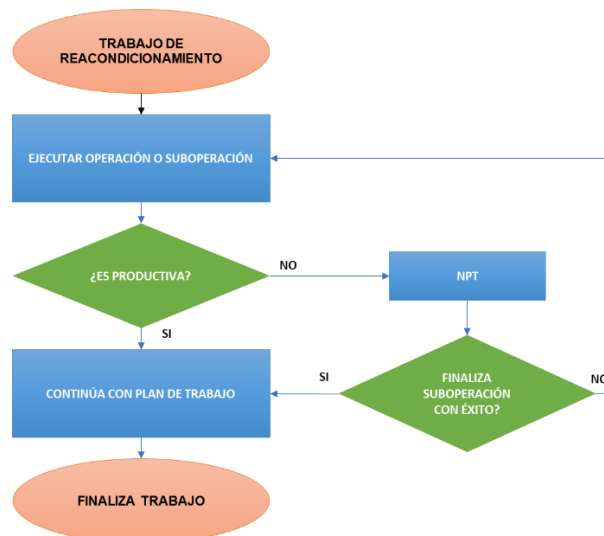 TRABAJO DE
REACONDICIONAMIENTO
EJECUTAR OPERACIÓN O SUBOPERACIÓN
¿ES PRODUCTIVA?
NO
NPT
SI
CONTINÚA CON PLAN DE TRABAJO
SI
FINALIZA
SUBOPERACIÓN
CON ÉXITO?
NO
FINALIZA TRABAJO